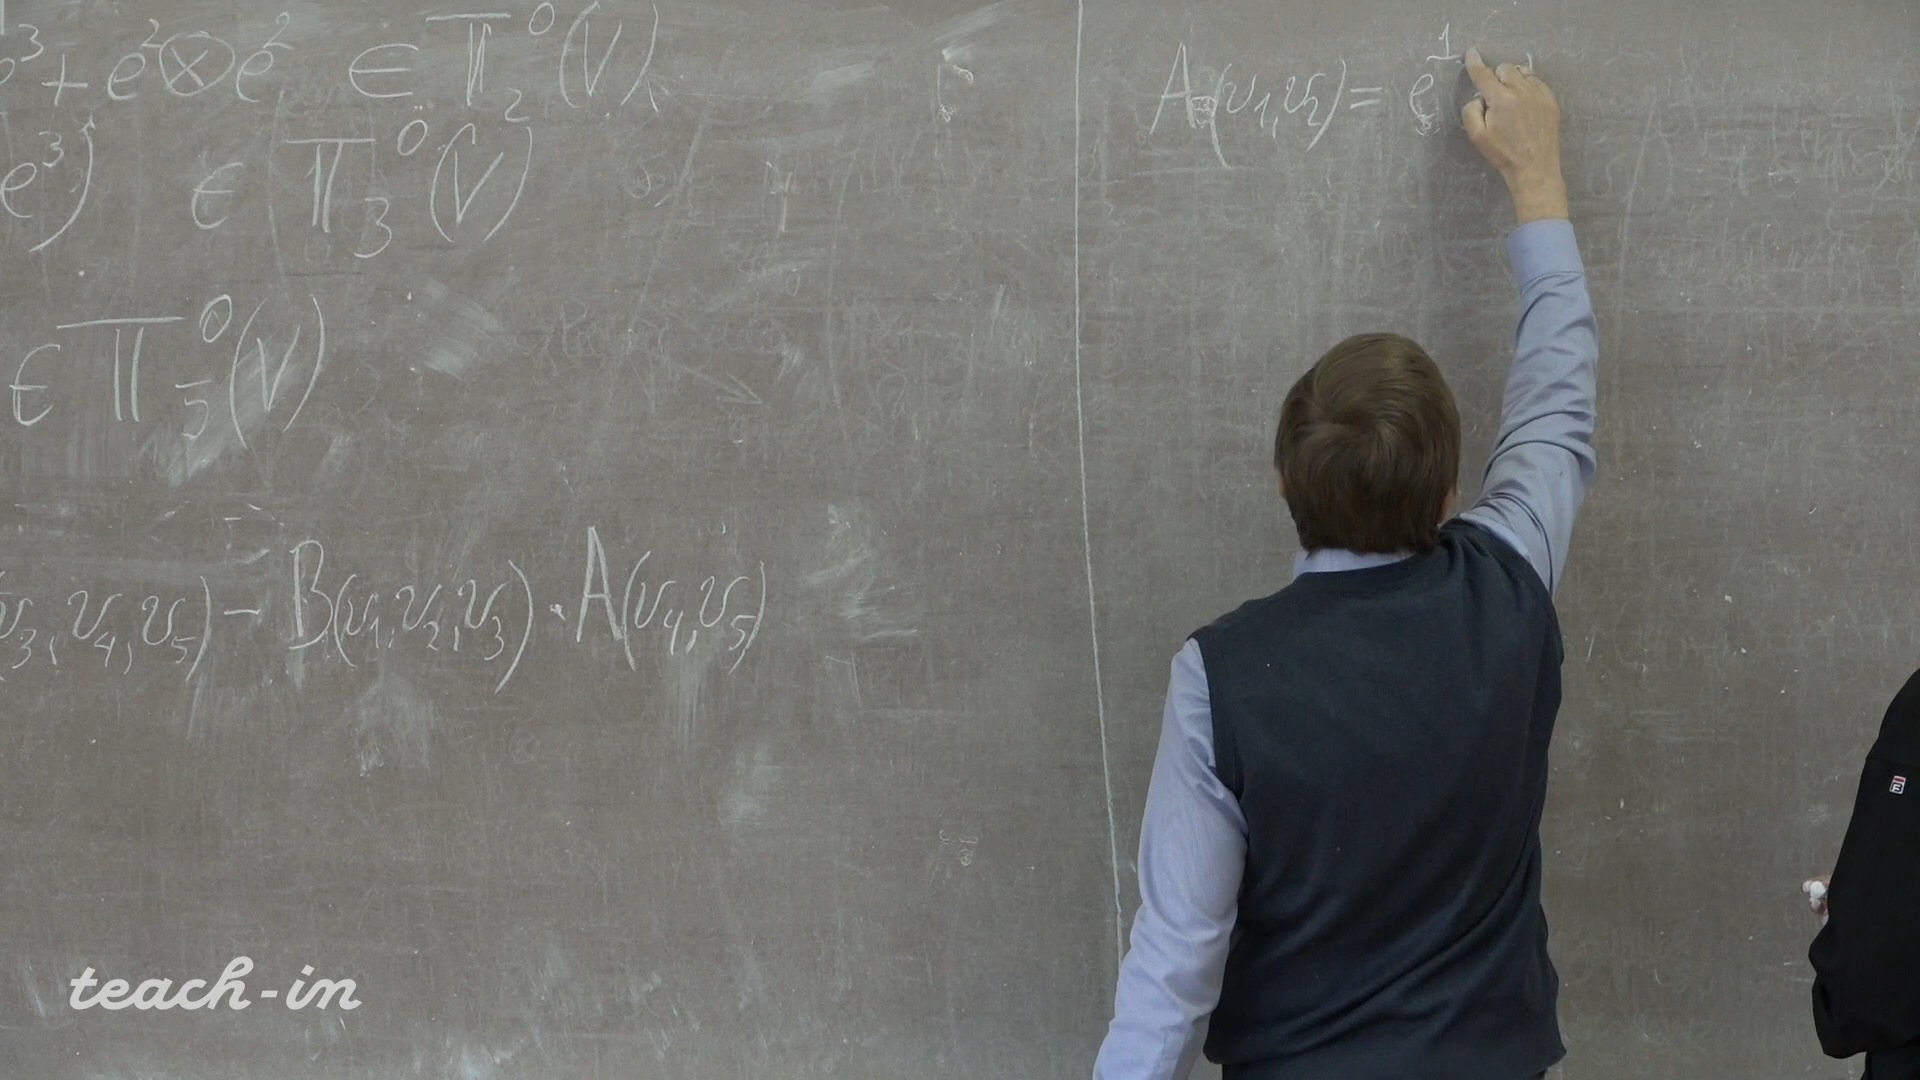 e³ + e² ⊗ e² ∈ 𝕋₂⁰(V)
e³) ∈ 𝕋₃⁰(V)
∈ 𝕋₅⁰(V)
v₃, v₄, v₅) − B(v₁, v₂, v₃) · A(v₄, v₅)
A(v₁, v₂) = e¹
teach-in